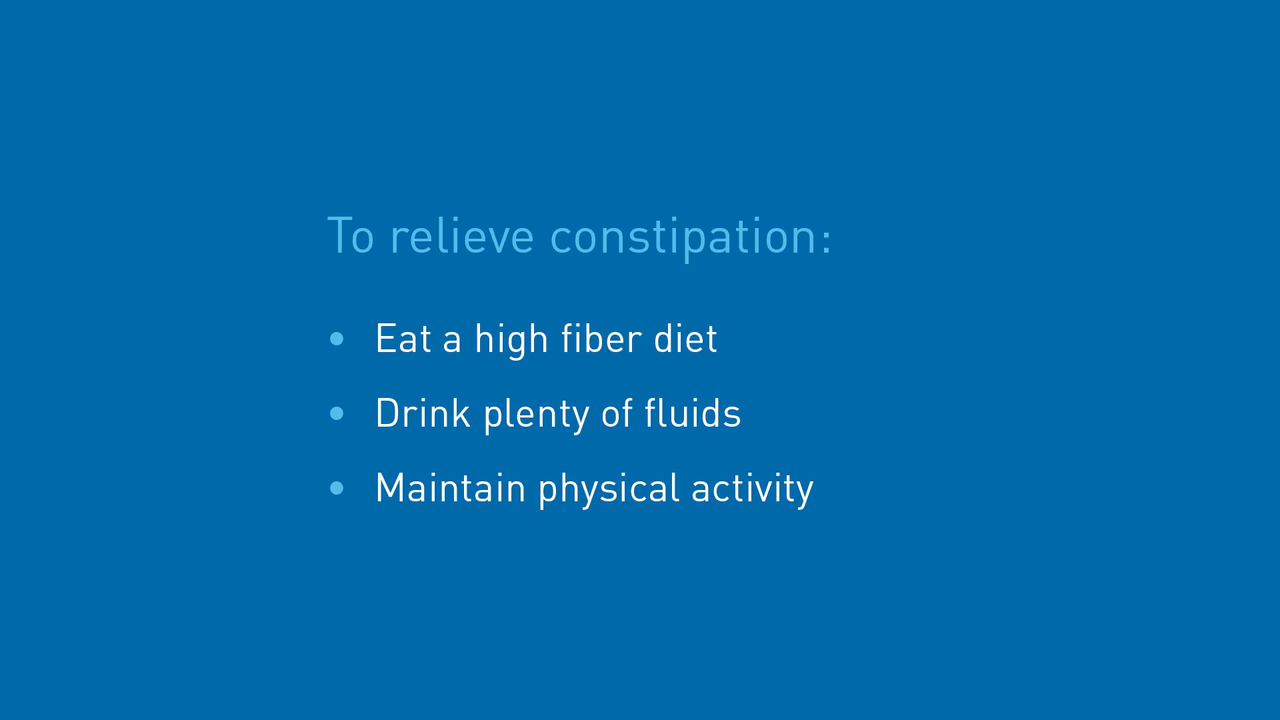 To relieve constipation:
• Eat a high fiber diet
• Drink plenty of fluids
• Maintain physical activity